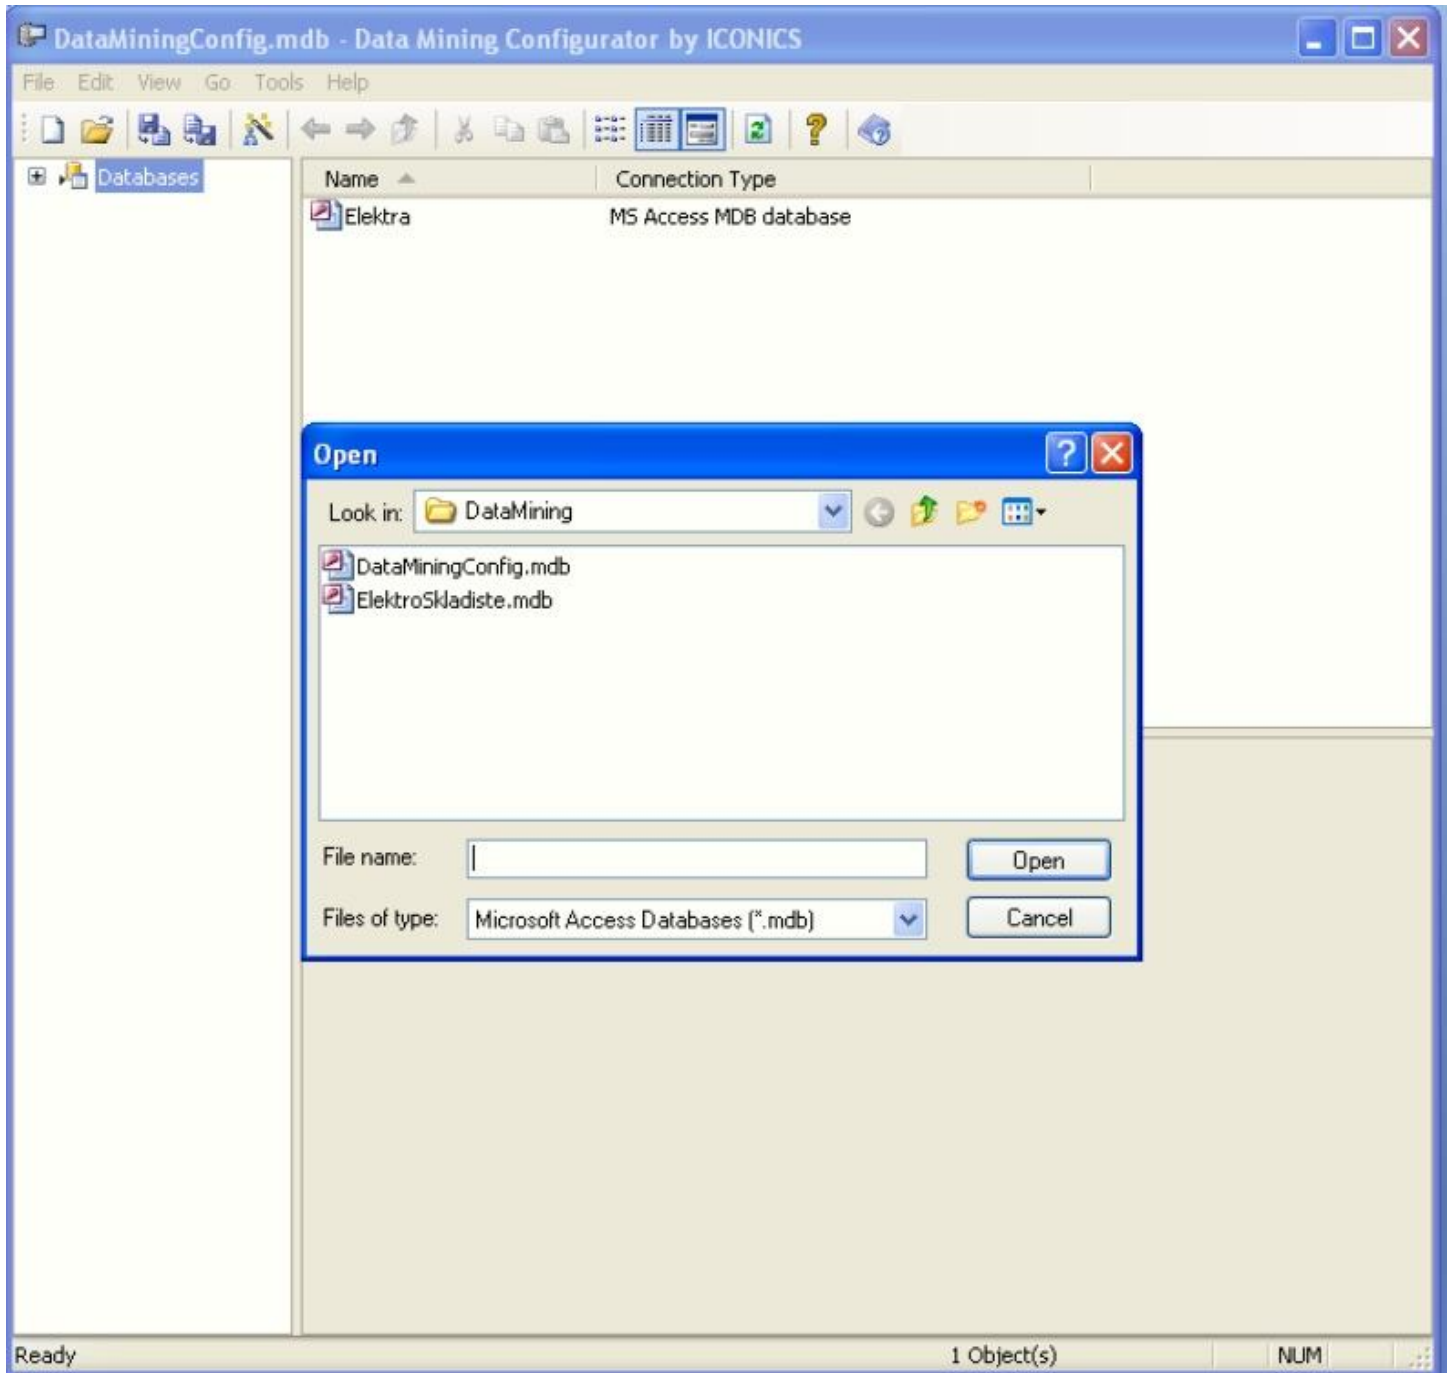 DataMiningConfig.mdb - Data Mining Configurator by ICONICS
File Edit View Go Tools Help
Databases
Name Connection Type
Elektra MS Access MDB database
Open
Look in: DataMining
DataMiningConfig.mdb
ElektroSkladiste.mdb
File name: Open
Files of type: Microsoft Access Databases (*.mdb) Cancel
Ready 1 Object(s) NUM